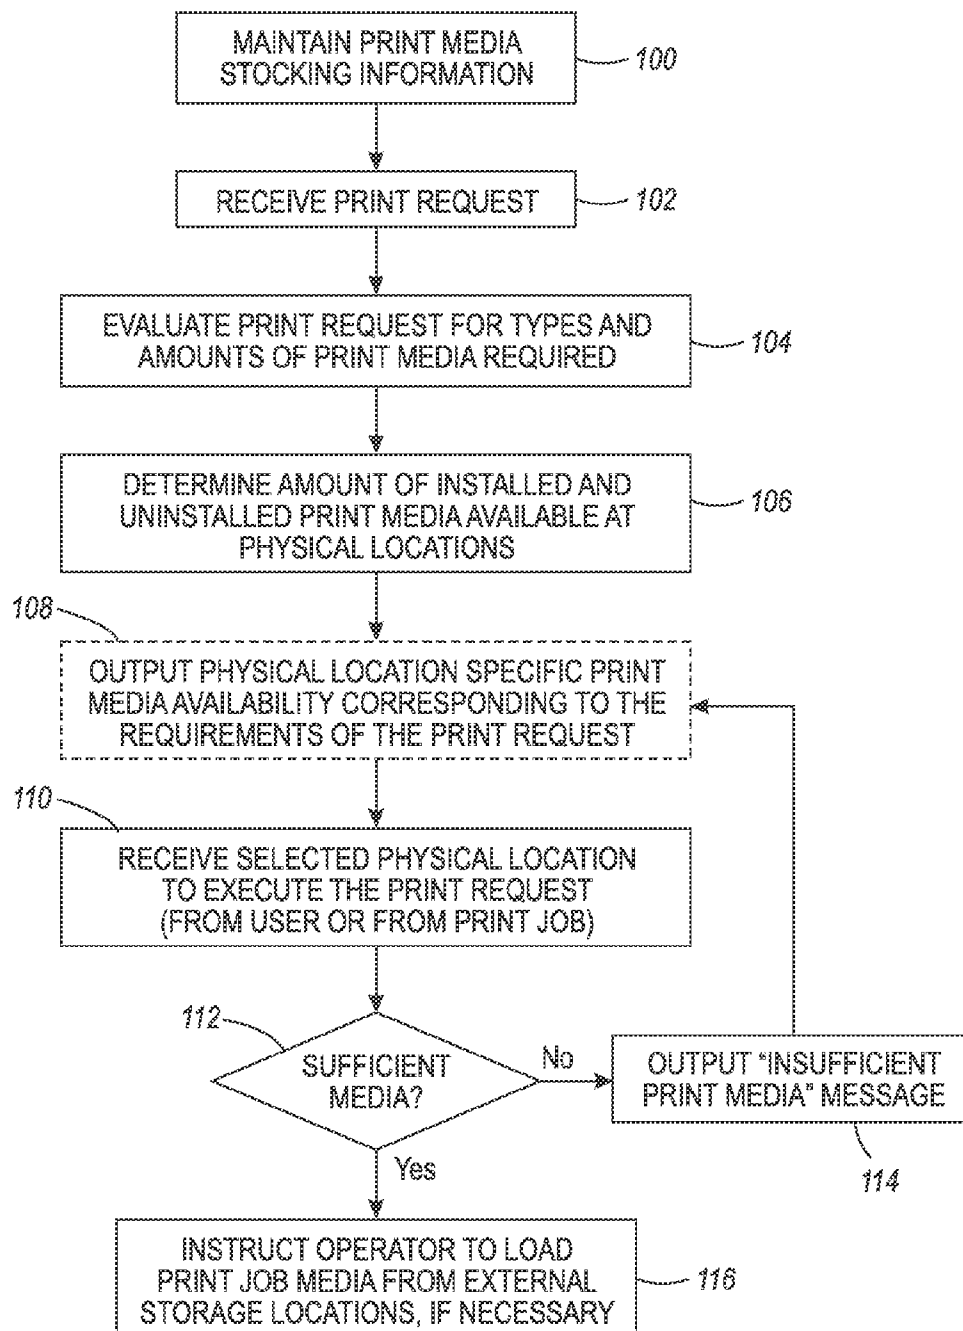 MAINTAIN PRINT MEDIA
STOCKING INFORMATION
100
RECEIVE PRINT REQUEST
102
EVALUATE PRINT REQUEST FOR TYPES AND
AMOUNTS OF PRINT MEDIA REQUIRED
104
DETERMINE AMOUNT OF INSTALLED AND
UNINSTALLED PRINT MEDIA AVAILABLE AT
PHYSICAL LOCATIONS
106
108
OUTPUT PHYSICAL LOCATION SPECIFIC PRINT
MEDIA AVAILABILITY CORRESPONDING TO THE
REQUIREMENTS OF THE PRINT REQUEST
110
RECEIVE SELECTED PHYSICAL LOCATION
TO EXECUTE THE PRINT REQUEST
(FROM USER OR FROM PRINT JOB)
112
SUFFICIENT
MEDIA?
No
OUTPUT "INSUFFICIENT
PRINT MEDIA" MESSAGE
114
Yes
INSTRUCT OPERATOR TO LOAD
PRINT JOB MEDIA FROM EXTERNAL
STORAGE LOCATIONS, IF NECESSARY
116